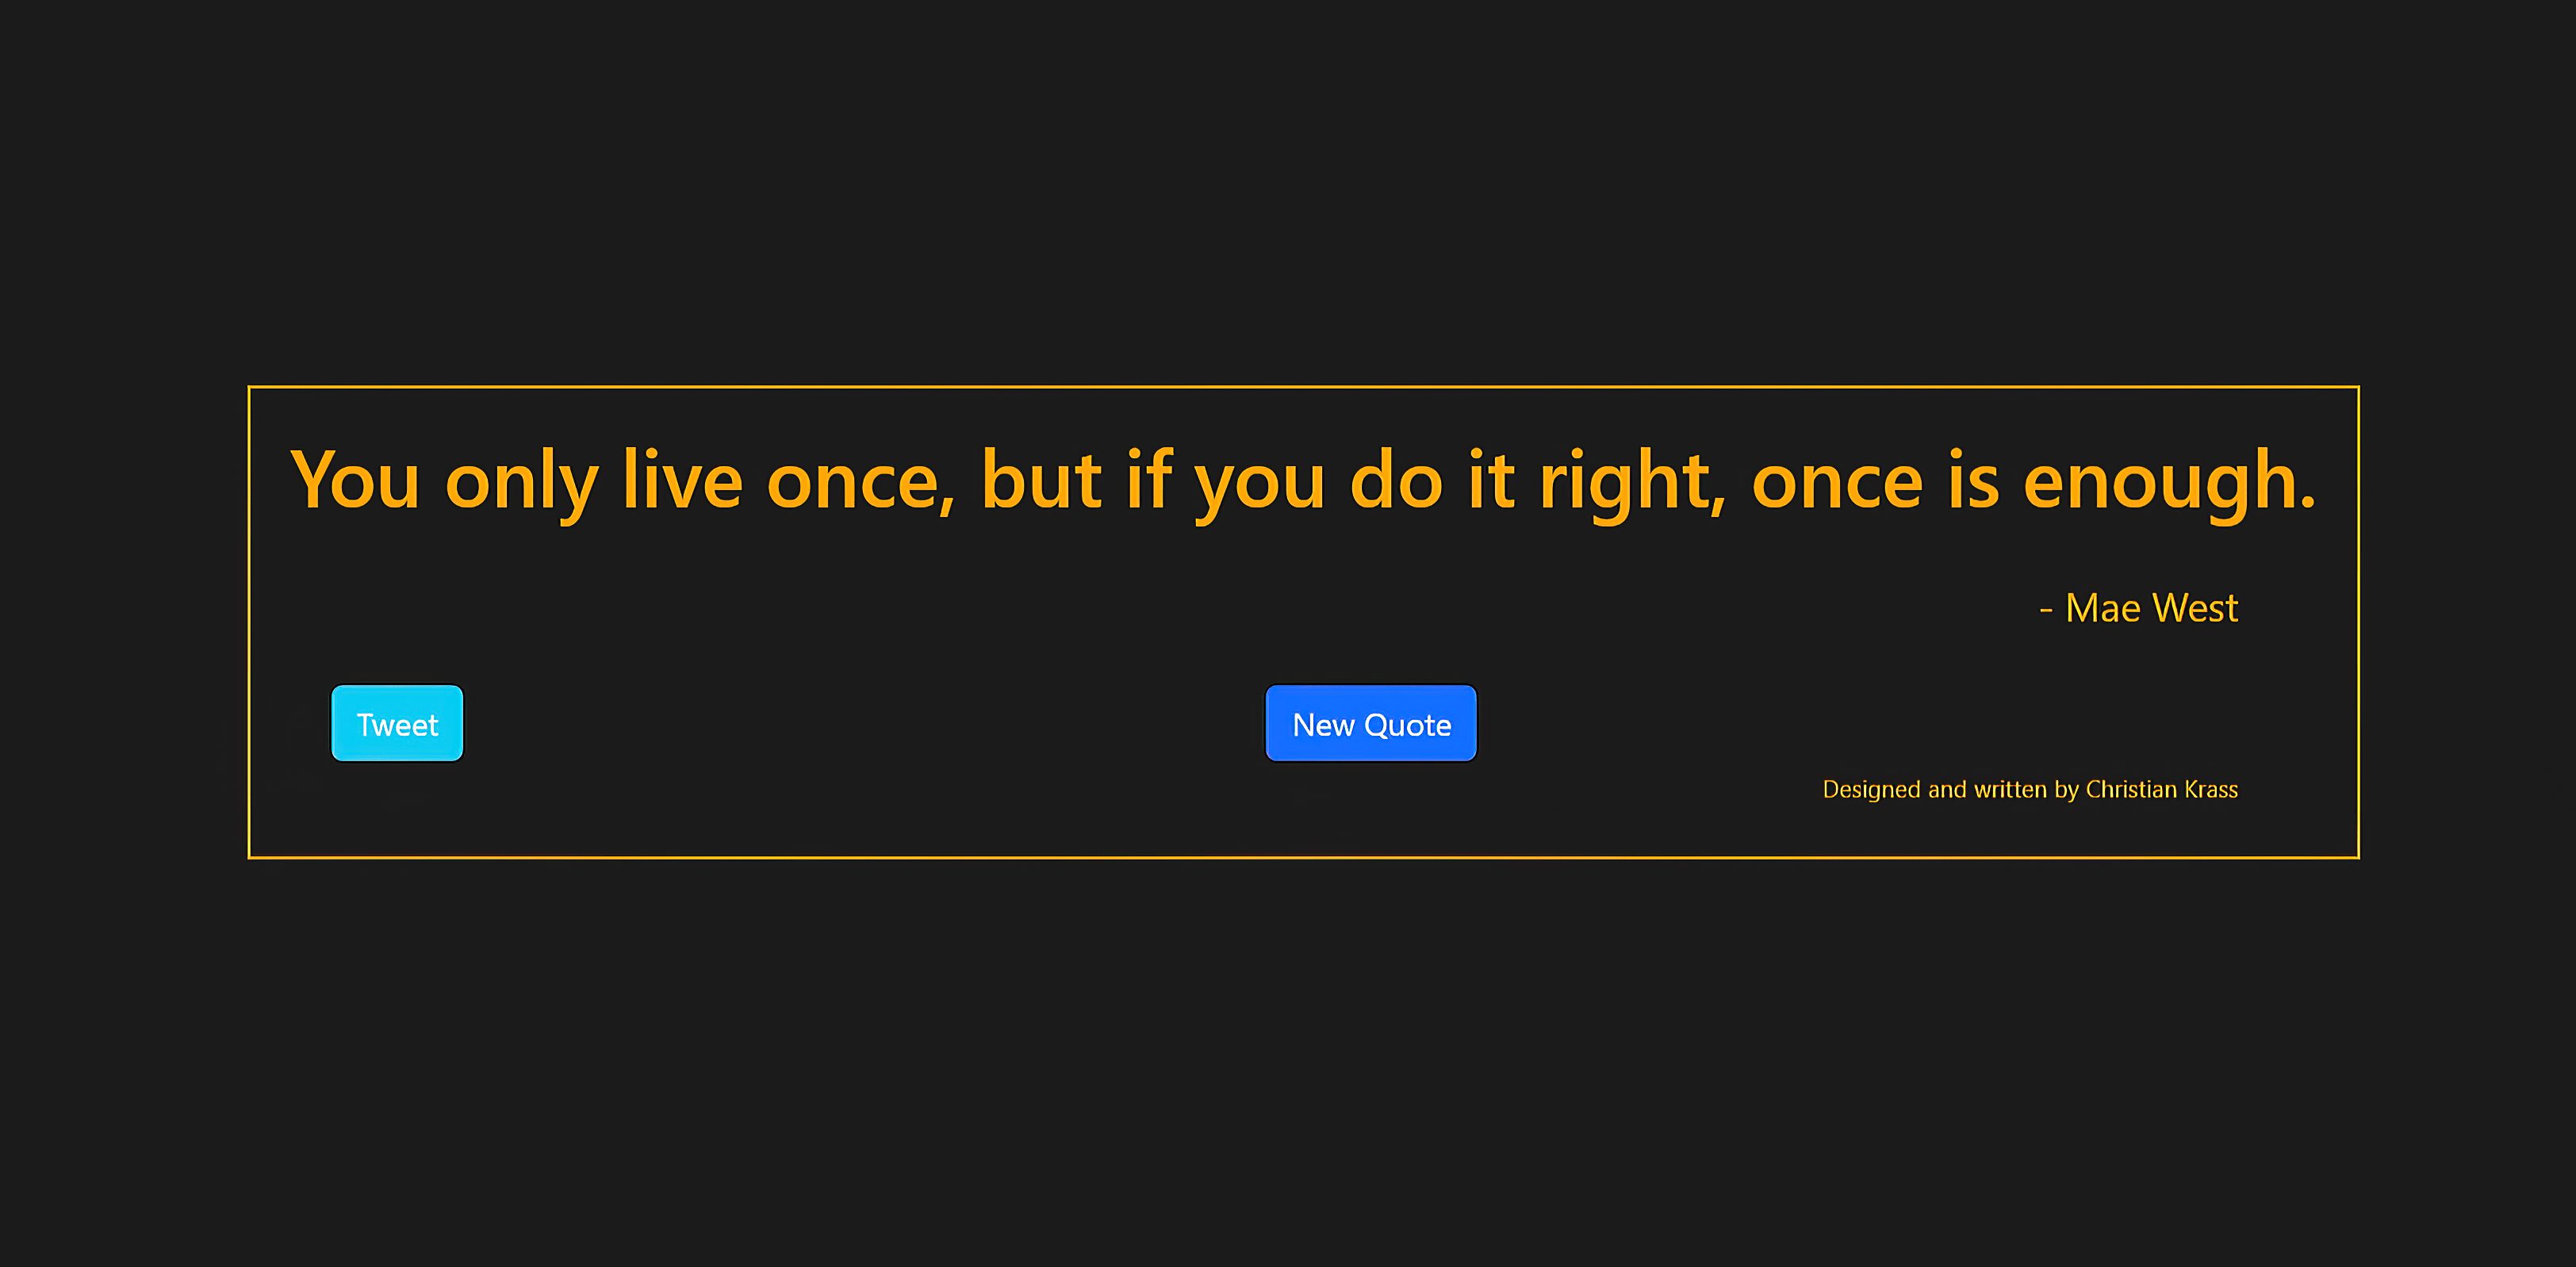 You only live once, but if you do it right, once is enough.
- Mae West
Tweet
New Quote
Designed and written by Christian Krass